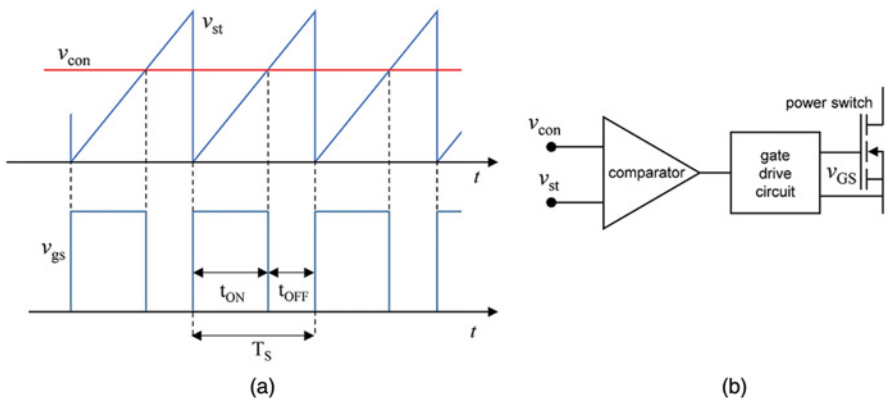 v_st
v_con
t
v_gs
t_ON
t_OFF
T_S
t
(a)
power switch
v_con
v_st
comparator
gate
drive
circuit
v_GS
(b)